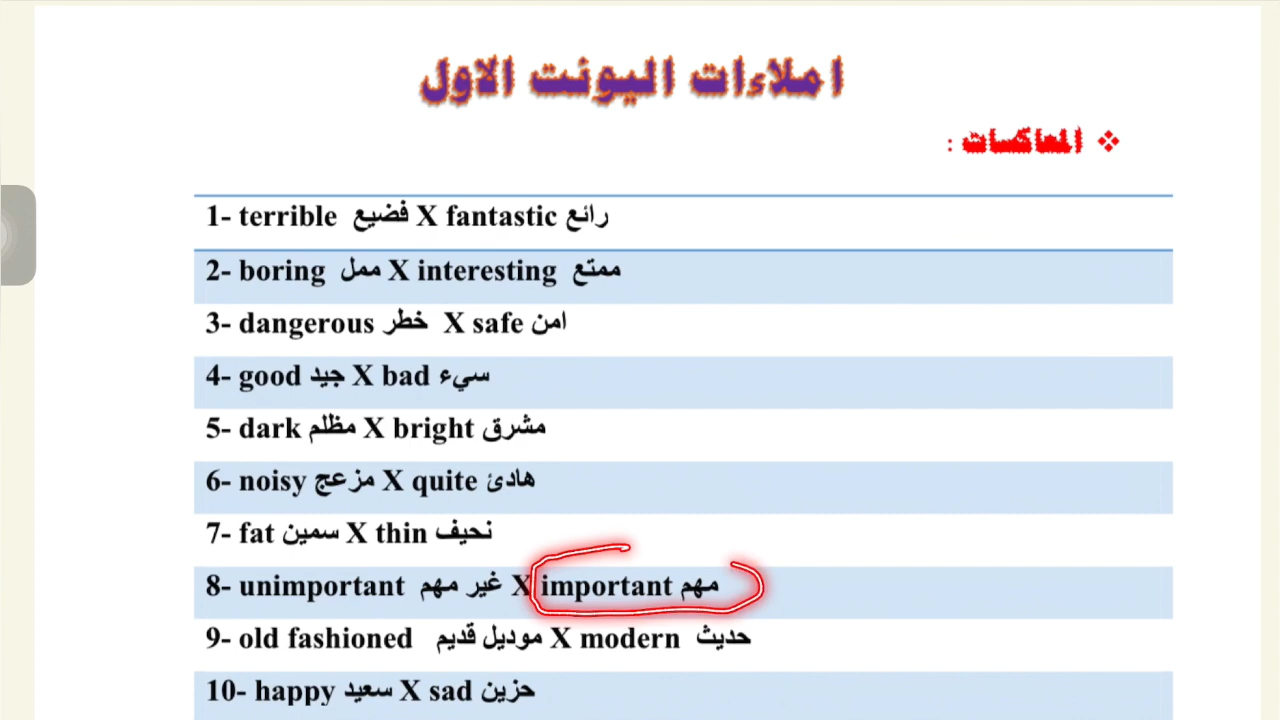 املاءات اليونت الاول
❖ المعاكسات :
1- terrible فضيع X fantastic رائع
2- boring ممل X interesting ممتع
3- dangerous خطر X safe امن
4- good جيد X bad سيء
5- dark مظلم X bright مشرق
6- noisy مزعج X quite هادئ
7- fat سمين X thin نحيف
8- unimportant غير مهم X important مهم
9- old fashioned موديل قديم X modern حديث
10- happy سعيد X sad حزين